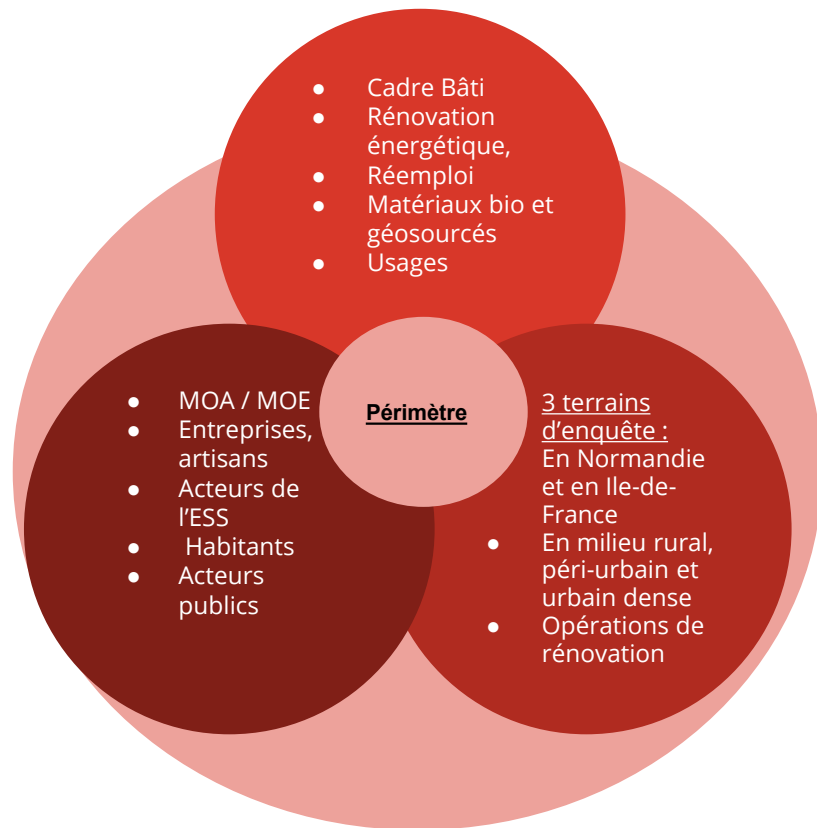 ● Cadre Bâti
● Rénovation
énergétique,
● Réemploi
● Matériaux bio et
géosourcés
● Usages
● MOA / MOE
● Entreprises,
artisans
● Acteurs de
l’ESS
● Habitants
● Acteurs
publics
Périmètre
3 terrains
d’enquête :
En Normandie
et en Ile-de-
France
● En milieu rural,
péri-urbain et
urbain dense
● Opérations de
rénovation